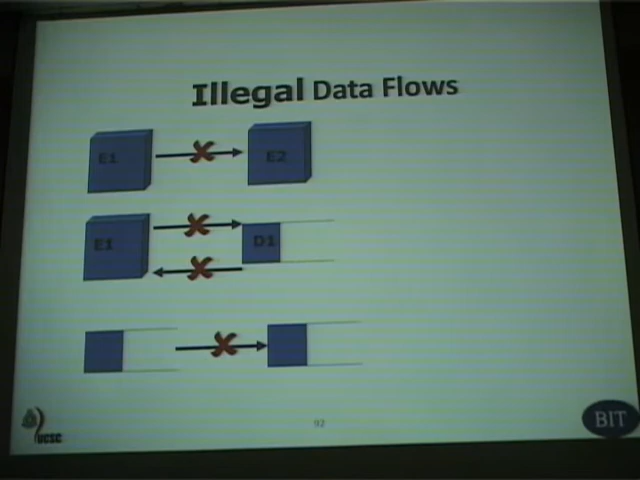 Illegal Data Flows
E1
E2
E1
D1
92
UCSC
BIT